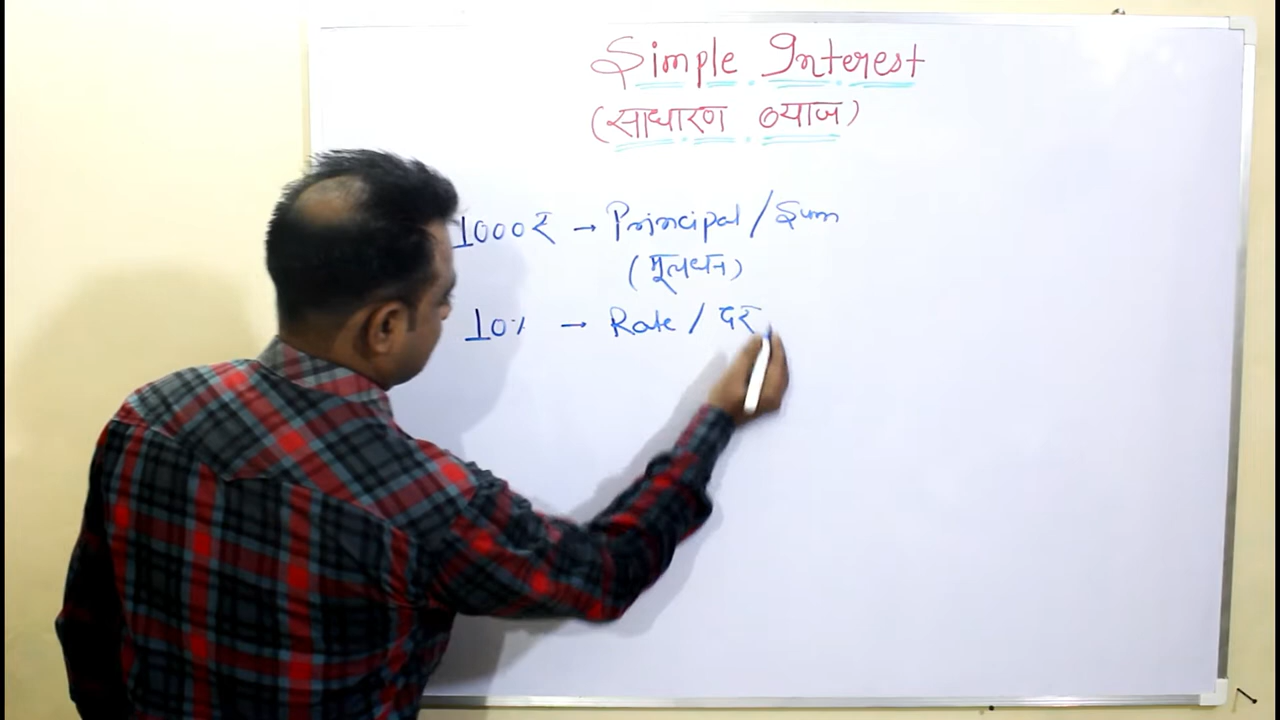 Simple Interest
(साधारण ब्याज)
1000₹ → Principal / Sum
(मूलधन)
10% → Rate / दर